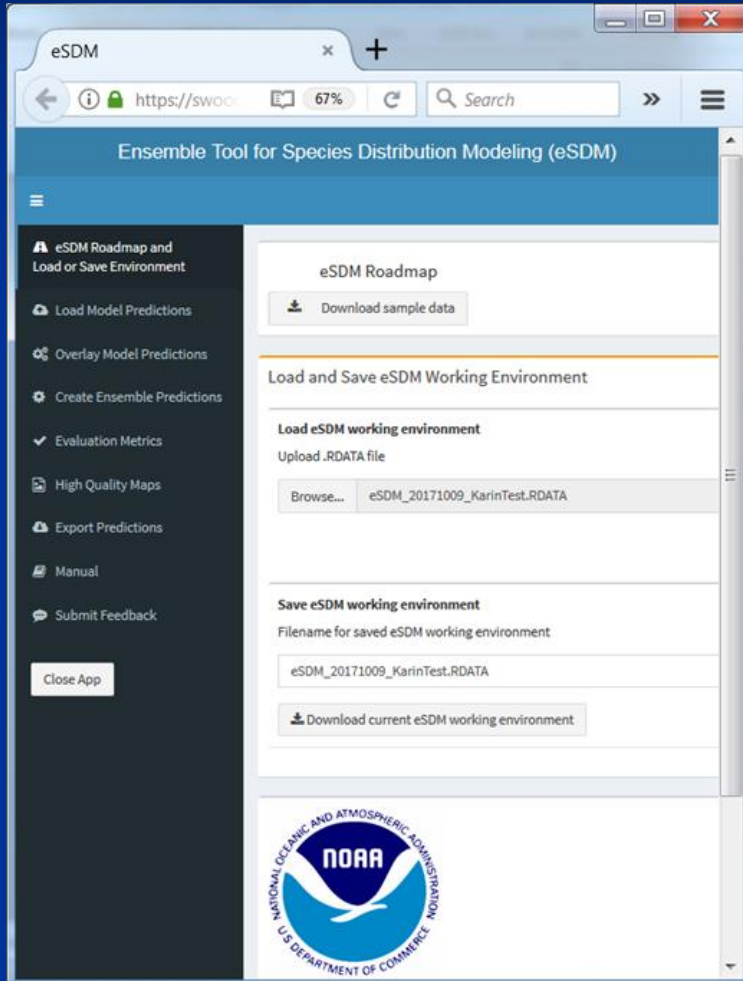 eSDM
https://swoo
67%
Search
Ensemble Tool for Species Distribution Modeling (eSDM)
eSDM Roadmap and
Load or Save Environment
Load Model Predictions
Overlay Model Predictions
Create Ensemble Predictions
Evaluation Metrics
High Quality Maps
Export Predictions
Manual
Submit Feedback
Close App
eSDM Roadmap
Download sample data
Load and Save eSDM Working Environment
Load eSDM working environment
Upload .RDATA file
Browse... eSDM_20171009_KarinTest.RDATA
Save eSDM working environment
Filename for saved eSDM working environment
eSDM_20171009_KarinTest.RDATA
Download current eSDM working environment
NATIONAL OCEANIC AND ATMOSPHERIC ADMINISTRATION
NOAA
U.S. DEPARTMENT OF COMMERCE